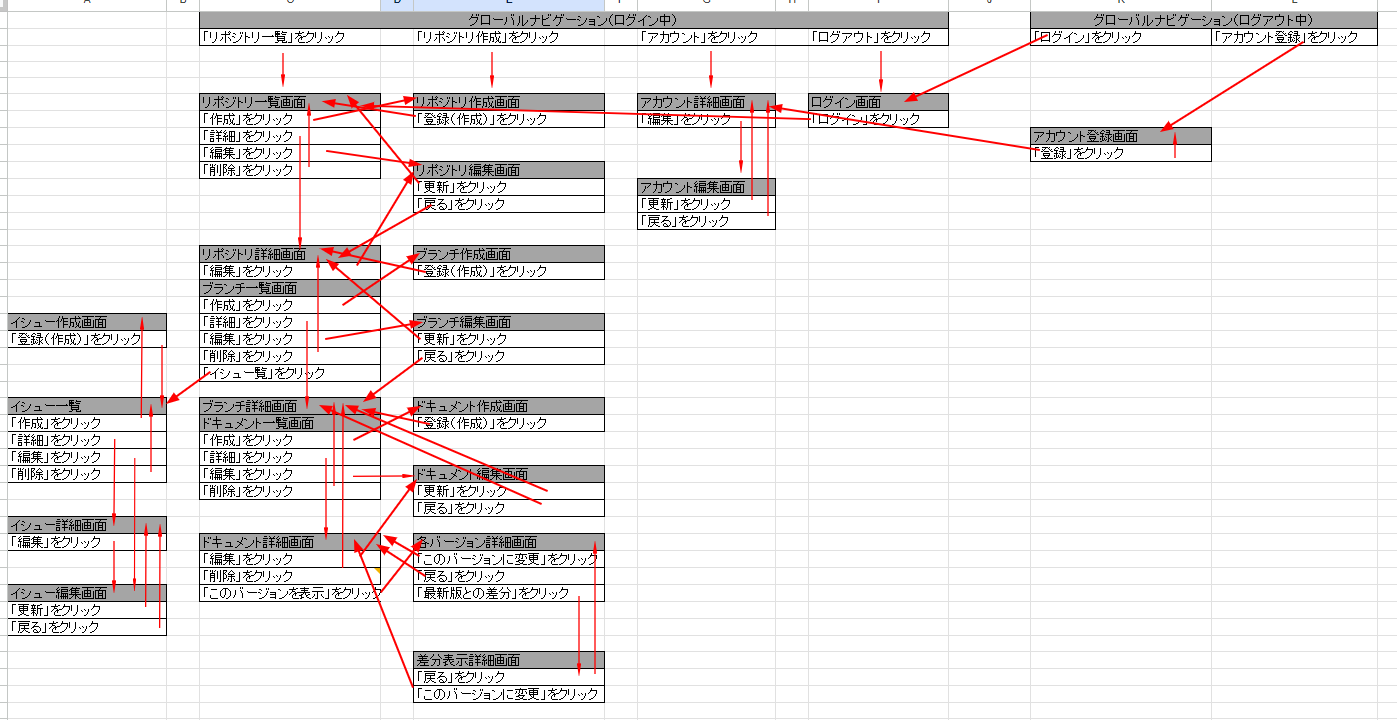 グローバルナビゲーション(ログイン中)
「リポジトリー覧」をクリック
「リポジトリ作成」をクリック
「アカウント」をクリック
「ログアウト」をクリック
グローバルナビゲーション(ログアウト中)
「ログイン」をクリック
「アカウント登録」をクリック
リポジトリ一覧画面
「作成」をクリック
「詳細」をクリック
「編集」をクリック
「削除」をクリック
リポジトリ作成画面
「登録(作成)」をクリック
アカウント詳細画面
「編集」をクリック
ログイン画面
「ログイン」をクリック
アカウント登録画面
「登録」をクリック
リポジトリ編集画面
「更新」をクリック
「戻る」をクリック
アカウント編集画面
「更新」をクリック
「戻る」をクリック
リポジトリ詳細画面
「編集」をクリック
ブランチ一覧画面
「作成」をクリック
「詳細」をクリック
「編集」をクリック
「削除」をクリック
「イシュー覧」をクリック
ブランチ作成画面
「登録(作成)」をクリック
ブランチ編集画面
「更新」をクリック
「戻る」をクリック
イシュー作成画面
「登録(作成)」をクリック
イシュー一覧
「作成」をクリック
「詳細」をクリック
「編集」をクリック
「削除」をクリック
ブランチ詳細画面
ドキュメント一覧画面
「作成」をクリック
「詳細」をクリック
「編集」をクリック
「削除」をクリック
ドキュメント作成画面
「登録(作成)」をクリック
ドキュメント編集画面
「更新」をクリック
「戻る」をクリック
イシュー詳細画面
「編集」をクリック
イシュー編集画面
「更新」をクリック
「戻る」をクリック
ドキュメント詳細画面
「編集」をクリック
「削除」をクリック
「このバージョンを表示」をクリック
各バージョン詳細画面
「このバージョンに変更」をクリック
「戻る」をクリック
「最新版との差分」をクリック
差分表示詳細画面
「戻る」をクリック
「このバージョンに変更」をクリック